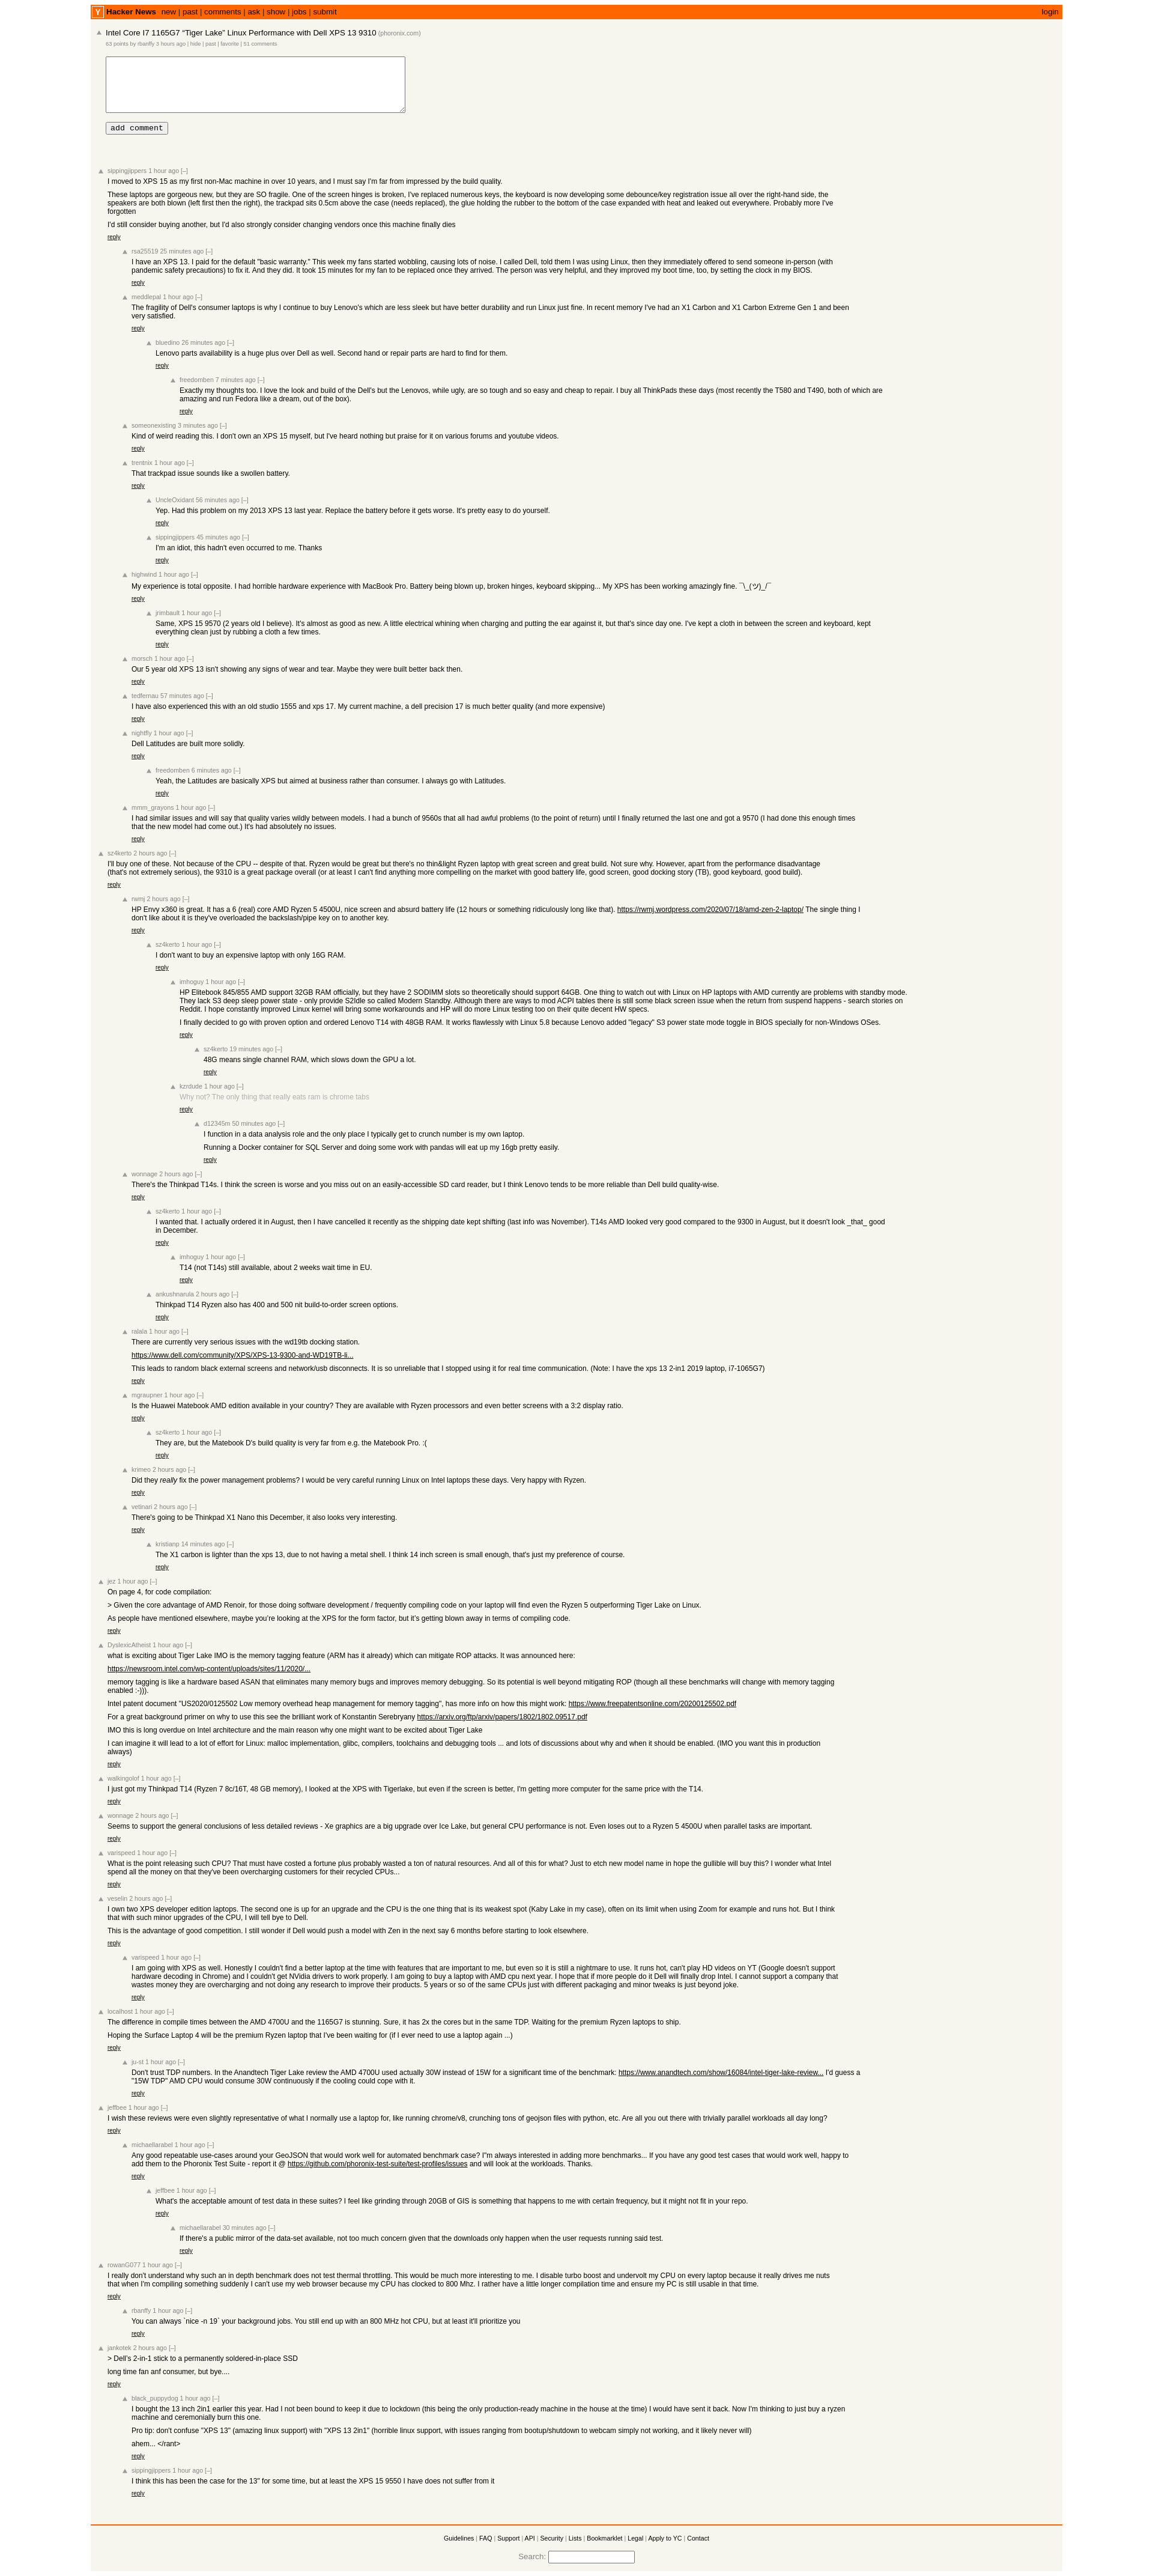 Y Hacker News new | past | comments | ask | show | jobs | submit login
Intel Core I7 1165G7 “Tiger Lake” Linux Performance with Dell XPS 13 9310 (phoronix.com)
63 points by rbanffy 3 hours ago | hide | past | favorite | 51 comments
add comment
sippingjippers 1 hour ago [–]
I moved to XPS 15 as my first non-Mac machine in over 10 years, and I must say I'm far from impressed by the build quality.
These laptops are gorgeous new, but they are SO fragile. One of the screen hinges is broken, I've replaced numerous keys, the keyboard is now developing some debounce/key registration issue all over the right-hand side, the
speakers are both blown (left first then the right), the trackpad sits 0.5cm above the case (needs replaced), the glue holding the rubber to the bottom of the case expanded with heat and leaked out everywhere. Probably more I've
forgotten
I'd still consider buying another, but I'd also strongly consider changing vendors once this machine finally dies
reply
rsa25519 25 minutes ago [–]
I have an XPS 13. I paid for the default "basic warranty." This week my fans started wobbling, causing lots of noise. I called Dell, told them I was using Linux, then they immediately offered to send someone in-person (with
pandemic safety precautions) to fix it. And they did. It took 15 minutes for my fan to be replaced once they arrived. The person was very helpful, and they improved my boot time, too, by setting the clock in my BIOS.
reply
meddlepal 1 hour ago [–]
The fragility of Dell's consumer laptops is why I continue to buy Lenovo's which are less sleek but have better durability and run Linux just fine. In recent memory I've had an X1 Carbon and X1 Carbon Extreme Gen 1 and been
very satisfied.
reply
bluedino 26 minutes ago [–]
Lenovo parts availability is a huge plus over Dell as well. Second hand or repair parts are hard to find for them.
reply
freedomben 7 minutes ago [–]
Exactly my thoughts too. I love the look and build of the Dell's but the Lenovos, while ugly, are so tough and so easy and cheap to repair. I buy all ThinkPads these days (most recently the T580 and T490, both of which are
amazing and run Fedora like a dream, out of the box).
reply
someonexisting 3 minutes ago [–]
Kind of weird reading this. I don't own an XPS 15 myself, but I've heard nothing but praise for it on various forums and youtube videos.
reply
trentnix 1 hour ago [–]
That trackpad issue sounds like a swollen battery.
reply
UncleOxidant 56 minutes ago [–]
Yep. Had this problem on my 2013 XPS 13 last year. Replace the battery before it gets worse. It's pretty easy to do yourself.
reply
sippingjippers 45 minutes ago [–]
I'm an idiot, this hadn't even occurred to me. Thanks
reply
highwind 1 hour ago [–]
My experience is total opposite. I had horrible hardware experience with MacBook Pro. Battery being blown up, broken hinges, keyboard skipping... My XPS has been working amazingly fine. ¯\_(ツ)_/¯
reply
jrimbault 1 hour ago [–]
Same, XPS 15 9570 (2 years old I believe). It's almost as good as new. A little electrical whining when charging and putting the ear against it, but that's since day one. I've kept a cloth in between the screen and keyboard, kept
everything clean just by rubbing a cloth a few times.
reply
morsch 1 hour ago [–]
Our 5 year old XPS 13 isn't showing any signs of wear and tear. Maybe they were built better back then.
reply
tedfernau 57 minutes ago [–]
I have also experienced this with an old studio 1555 and xps 17. My current machine, a dell precision 17 is much better quality (and more expensive)
reply
nightfly 1 hour ago [–]
Dell Latitudes are built more solidly.
reply
freedomben 6 minutes ago [–]
Yeah, the Latitudes are basically XPS but aimed at business rather than consumer. I always go with Latitudes.
reply
mmm_grayons 1 hour ago [–]
I had similar issues and will say that quality varies wildly between models. I had a bunch of 9560s that all had awful problems (to the point of return) until I finally returned the last one and got a 9570 (I had done this enough times
that the new model had come out.) It's had absolutely no issues.
reply
sz4kerto 2 hours ago [–]
I'll buy one of these. Not because of the CPU -- despite of that. Ryzen would be great but there's no thin&light Ryzen laptop with great screen and great build. Not sure why. However, apart from the performance disadvantage
(that's not extremely serious), the 9310 is a great package overall (or at least I can't find anything more compelling on the market with good battery life, good screen, good docking story (TB), good keyboard, good build).
reply
rwmj 2 hours ago [–]
HP Envy x360 is great. It has a 6 (real) core AMD Ryzen 5 4500U, nice screen and absurd battery life (12 hours or something ridiculously long like that). https://rwmj.wordpress.com/2020/07/18/amd-zen-2-laptop/ The single thing I
don't like about it is they've overloaded the backslash/pipe key on to another key.
reply
sz4kerto 1 hour ago [–]
I don't want to buy an expensive laptop with only 16G RAM.
reply
imhoguy 1 hour ago [–]
HP Elitebook 845/855 AMD support 32GB RAM officially, but they have 2 SODIMM slots so theoretically should support 64GB. One thing to watch out with Linux on HP laptops with AMD currently are problems with standby mode.
They lack S3 deep sleep power state - only provide S2Idle so called Modern Standby. Although there are ways to mod ACPI tables there is still some black screen issue when the return from suspend happens - search stories on
Reddit. I hope constantly improved Linux kernel will bring some workarounds and HP will do more Linux testing too on their quite decent HW specs.
I finally decided to go with proven option and ordered Lenovo T14 with 48GB RAM. It works flawlessly with Linux 5.8 because Lenovo added "legacy" S3 power state mode toggle in BIOS specially for non-Windows OSes.
reply
sz4kerto 19 minutes ago [–]
48G means single channel RAM, which slows down the GPU a lot.
reply
kzrdude 1 hour ago [–]
Why not? The only thing that really eats ram is chrome tabs
reply
d12345m 50 minutes ago [–]
I function in a data analysis role and the only place I typically get to crunch number is my own laptop.
Running a Docker container for SQL Server and doing some work with pandas will eat up my 16gb pretty easily.
reply
wonnage 2 hours ago [–]
There's the Thinkpad T14s. I think the screen is worse and you miss out on an easily-accessible SD card reader, but I think Lenovo tends to be more reliable than Dell build quality-wise.
reply
sz4kerto 1 hour ago [–]
I wanted that. I actually ordered it in August, then I have cancelled it recently as the shipping date kept shifting (last info was November). T14s AMD looked very good compared to the 9300 in August, but it doesn't look _that_ good
in December.
reply
imhoguy 1 hour ago [–]
T14 (not T14s) still available, about 2 weeks wait time in EU.
reply
ankushnarula 2 hours ago [–]
Thinkpad T14 Ryzen also has 400 and 500 nit build-to-order screen options.
reply
ralala 1 hour ago [–]
There are currently very serious issues with the wd19tb docking station.
https://www.dell.com/community/XPS/XPS-13-9300-and-WD19TB-li...
This leads to random black external screens and network/usb disconnects. It is so unreliable that I stopped using it for real time communication. (Note: I have the xps 13 2-in1 2019 laptop, i7-1065G7)
reply
mgraupner 1 hour ago [–]
Is the Huawei Matebook AMD edition available in your country? They are available with Ryzen processors and even better screens with a 3:2 display ratio.
reply
sz4kerto 1 hour ago [–]
They are, but the Matebook D's build quality is very far from e.g. the Matebook Pro. :(
reply
krimeo 2 hours ago [–]
Did they really fix the power management problems? I would be very careful running Linux on Intel laptops these days. Very happy with Ryzen.
reply
vetinari 2 hours ago [–]
There's going to be Thinkpad X1 Nano this December, it also looks very interesting.
reply
kristianp 14 minutes ago [–]
The X1 carbon is lighter than the xps 13, due to not having a metal shell. I think 14 inch screen is small enough, that's just my preference of course.
reply
jez 1 hour ago [–]
On page 4, for code compilation:
> Given the core advantage of AMD Renoir, for those doing software development / frequently compiling code on your laptop will find even the Ryzen 5 outperforming Tiger Lake on Linux.
As people have mentioned elsewhere, maybe you’re looking at the XPS for the form factor, but it’s getting blown away in terms of compiling code.
reply
DyslexicAtheist 1 hour ago [–]
what is exciting about Tiger Lake IMO is the memory tagging feature (ARM has it already) which can mitigate ROP attacks. It was announced here:
https://newsroom.intel.com/wp-content/uploads/sites/11/2020/...
memory tagging is like a hardware based ASAN that eliminates many memory bugs and improves memory debugging. So its potential is well beyond mitigating ROP (though all these challenges will change with memory tagging
enabled :-))).
Intel patent document "US2020/0125502 Low memory overhead heap management for memory tagging", has more info on how this might work: https://www.freepatentsonline.com/20200125502.pdf
For a great background primer on why to use this see the brilliant work of Konstantin Serebryany https://arxiv.org/ftp/arxiv/papers/1802/1802.09517.pdf
IMO this is long overdue on Intel architecture and the main reason why one might want to be excited about Tiger Lake
I can imagine it will lead to a lot of effort for Linux: malloc implementation, glibc, compilers, toolchains and debugging tools ... and lots of discussions about why and when it should be enabled. (IMO you want this in production
always)
reply
walkingolof 1 hour ago [–]
I just got my Thinkpad T14 (Ryzen 7 8c/16T, 48 GB memory), I looked at the XPS with Tigerlake, but even if the screen is better, I'm getting more computer for the same price with the T14.
reply
wonnage 2 hours ago [–]
Seems to support the general conclusions of less detailed reviews - Xe graphics are a big upgrade over Ice Lake, but general CPU performance is not. Even loses out to a Ryzen 5 4500U when parallel tasks are important.
reply
varispeed 1 hour ago [–]
What is the point releasing such CPU? That must have costed a fortune plus probably wasted a ton of natural resources. And all of this for what? Just to etch new model name in hope the gullible will buy this? I wonder what Intel
spend all the money on that they've been overcharging customers for their recycled CPUs...
reply
veselin 2 hours ago [–]
I own two XPS developer edition laptops. The second one is up for an upgrade and the CPU is the one thing that is its weakest spot (Kaby Lake in my case), often on its limit when using Zoom for example and runs hot. But I think
that with such minor upgrades of the CPU, I will tell bye to Dell.
This is the advantage of good competition. I still wonder if Dell would push a model with Zen in the next say 6 months before starting to look elsewhere.
reply
varispeed 1 hour ago [–]
I am going with XPS as well. Honestly I couldn't find a better laptop at the time with features that are important to me, but even so it is still a nightmare to use. It runs hot, can't play HD videos on YT (Google doesn't support
hardware decoding in Chrome) and I couldn't get NVidia drivers to work properly. I am going to buy a laptop with AMD cpu next year. I hope that if more people do it Dell will finally drop Intel. I cannot support a company that
wastes money they are overcharging and not doing any research to improve their products. 5 years or so of the same CPUs just with different packaging and minor tweaks is just beyond joke.
reply
localhost 1 hour ago [–]
The difference in compile times between the AMD 4700U and the 1165G7 is stunning. Sure, it has 2x the cores but in the same TDP. Waiting for the premium Ryzen laptops to ship.
Hoping the Surface Laptop 4 will be the premium Ryzen laptop that I've been waiting for (if I ever need to use a laptop again ...)
reply
ju-st 1 hour ago [–]
Don't trust TDP numbers. In the Anandtech Tiger Lake review the AMD 4700U used actually 30W instead of 15W for a significant time of the benchmark: https://www.anandtech.com/show/16084/intel-tiger-lake-review... I'd guess a
"15W TDP" AMD CPU would consume 30W continuously if the cooling could cope with it.
reply
jeffbee 1 hour ago [–]
I wish these reviews were even slightly representative of what I normally use a laptop for, like running chrome/v8, crunching tons of geojson files with python, etc. Are all you out there with trivially parallel workloads all day long?
reply
michaellarabel 1 hour ago [–]
Any good repeatable use-cases around your GeoJSON that would work well for automated benchmark case? I"m always interested in adding more benchmarks... If you have any good test cases that would work well, happy to
add them to the Phoronix Test Suite - report it @ https://github.com/phoronix-test-suite/test-profiles/issues and will look at the workloads. Thanks.
reply
jeffbee 1 hour ago [–]
What's the acceptable amount of test data in these suites? I feel like grinding through 20GB of GIS is something that happens to me with certain frequency, but it might not fit in your repo.
reply
michaellarabel 30 minutes ago [–]
If there's a public mirror of the data-set available, not too much concern given that the downloads only happen when the user requests running said test.
reply
rowanG077 1 hour ago [–]
I really don't understand why such an in depth benchmark does not test thermal throttling. This would be much more interesting to me. I disable turbo boost and undervolt my CPU on every laptop because it really drives me nuts
that when I'm compiling something suddenly I can't use my web browser because my CPU has clocked to 800 Mhz. I rather have a little longer compilation time and ensure my PC is still usable in that time.
reply
rbanffy 1 hour ago [–]
You can always `nice -n 19` your background jobs. You still end up with an 800 MHz hot CPU, but at least it'll prioritize you
reply
jankotek 2 hours ago [–]
> Dell’s 2-in-1 stick to a permanently soldered-in-place SSD
long time fan anf consumer, but bye....
reply
black_puppydog 1 hour ago [–]
I bought the 13 inch 2in1 earlier this year. Had I not been bound to keep it due to lockdown (this being the only production-ready machine in the house at the time) I would have sent it back. Now I'm thinking to just buy a ryzen
machine and ceremonially burn this one.
Pro tip: don't confuse "XPS 13" (amazing linux support) with "XPS 13 2in1" (horrible linux support, with issues ranging from bootup/shutdown to webcam simply not working, and it likely never will)
ahem... </rant>
reply
sippingjippers 1 hour ago [–]
I think this has been the case for the 13" for some time, but at least the XPS 15 9550 I have does not suffer from it
reply
Guidelines | FAQ | Support | API | Security | Lists | Bookmarklet | Legal | Apply to YC | Contact
Search: